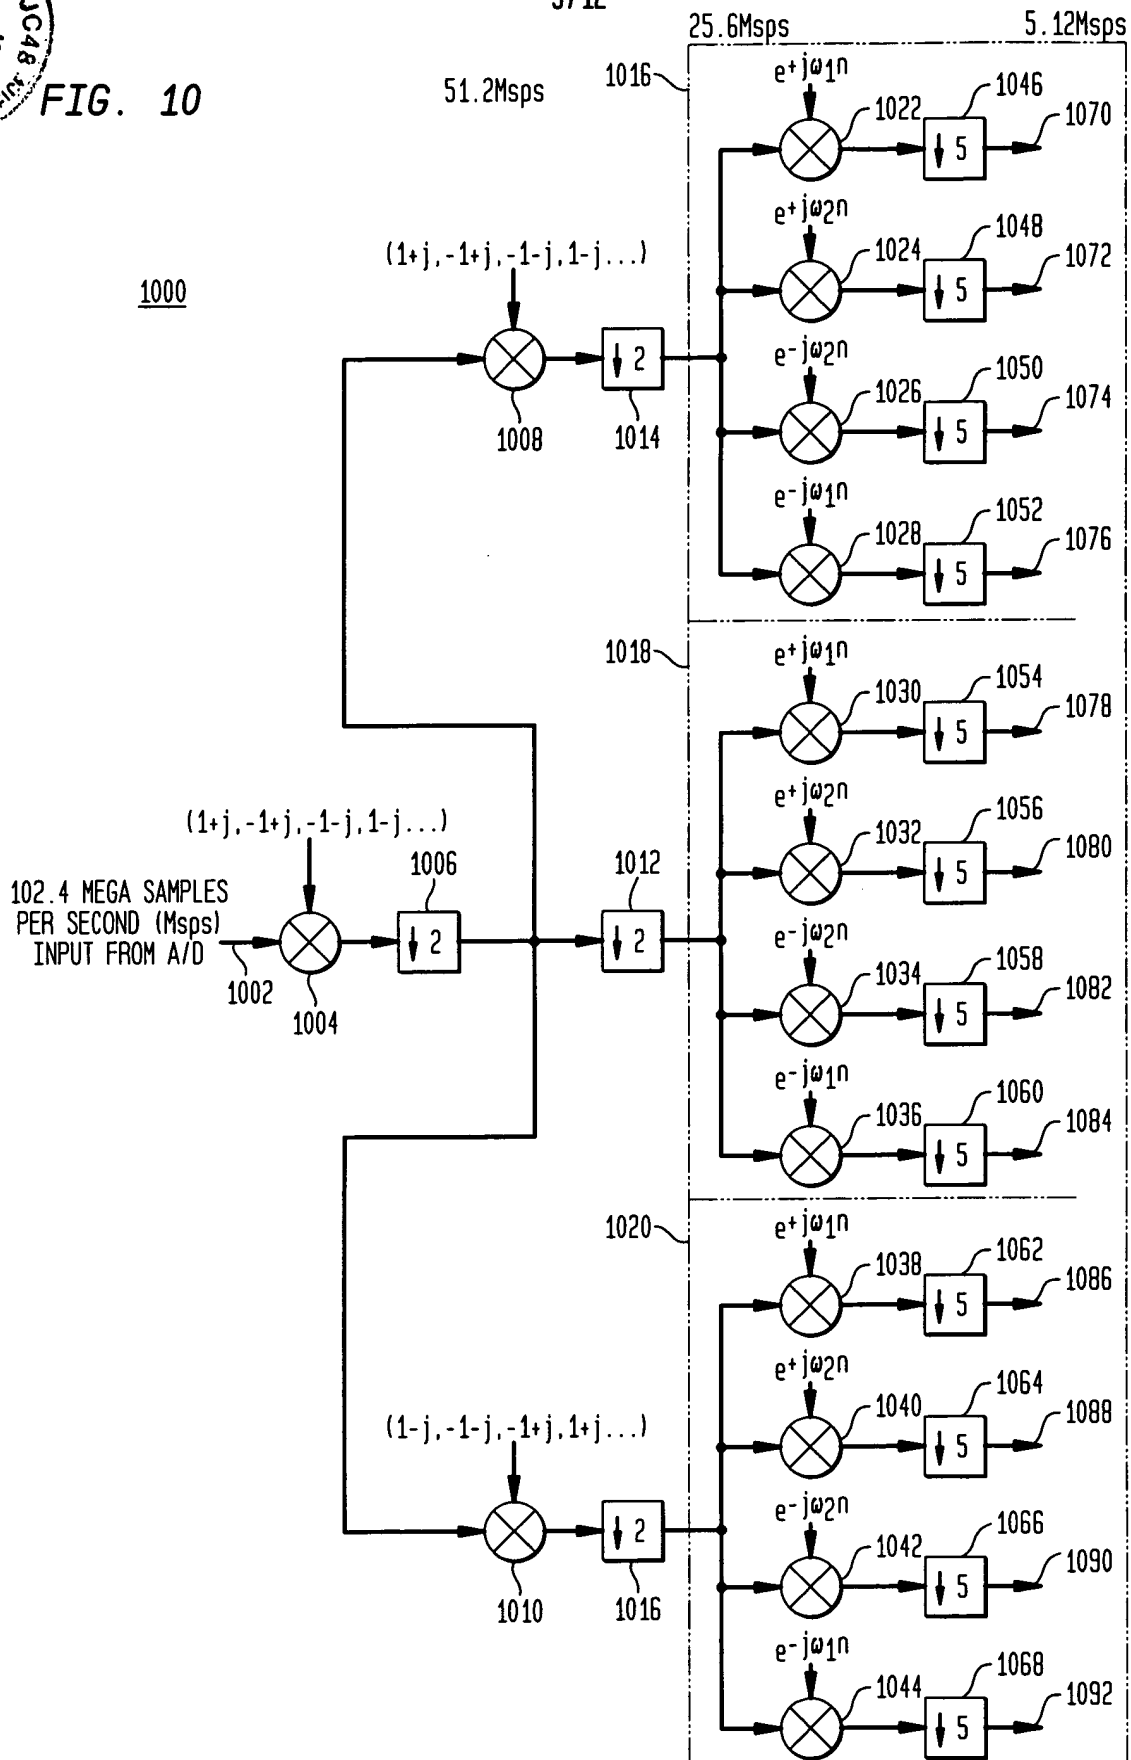 25.6Msps
5.12Msps
FIG. 10
51.2Msps
1000
1016
e+jω1n
1022
1046
1070
↓ 5
e+jω2n
1024
1048
1072
↓ 5
e-jω2n
1026
1050
1074
↓ 5
e-jω1n
1028
1052
1076
↓ 5
(1+j,-1+j,-1-j,1-j...)
1008
↓ 2
1014
1018
e+jω1n
1030
1054
1078
↓ 5
e+jω2n
1032
1056
1080
↓ 5
e-jω2n
1034
1058
1082
↓ 5
e-jω1n
1036
1060
1084
↓ 5
(1+j,-1+j,-1-j,1-j...)
102.4 MEGA SAMPLES
PER SECOND (Msps)
INPUT FROM A/D
1002
1004
1006
↓ 2
1012
↓ 2
1020
e+jω1n
1038
1062
1086
↓ 5
e+jω2n
1040
1064
1088
↓ 5
e-jω2n
1042
1066
1090
↓ 5
e-jω1n
1044
1068
1092
↓ 5
(1-j,-1-j,-1+j,1+j...)
1010
↓ 2
1016